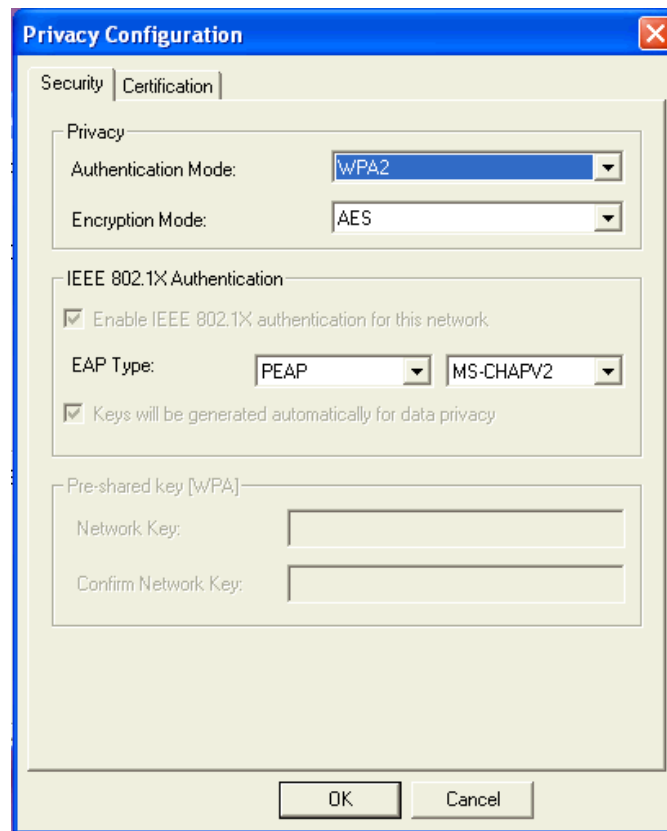 Privacy Configuration
Security Certification
Privacy
Authentication Mode: WPA2
Encryption Mode: AES
IEEE 802.1X Authentication
Enable IEEE 802.1X authentication for this network
EAP Type: PEAP MS-CHAPV2
Keys will be generated automatically for data privacy
Pre-shared key [WPA]
Network Key:
Confirm Network Key:
OK Cancel